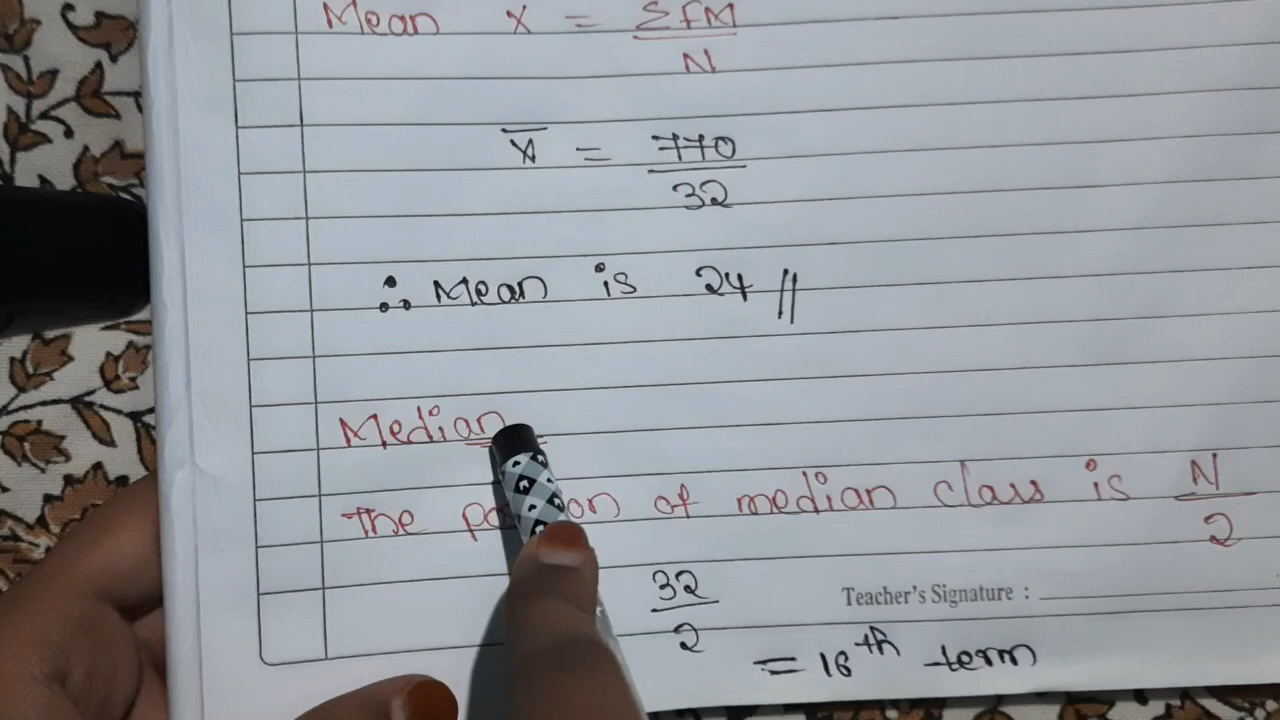 Mean X = ΣfM
N
X̅ = 770
32
∴ Mean is 24 //
Median
The of median class is N
2
32
2
Teacher's Signature :
= 16th term